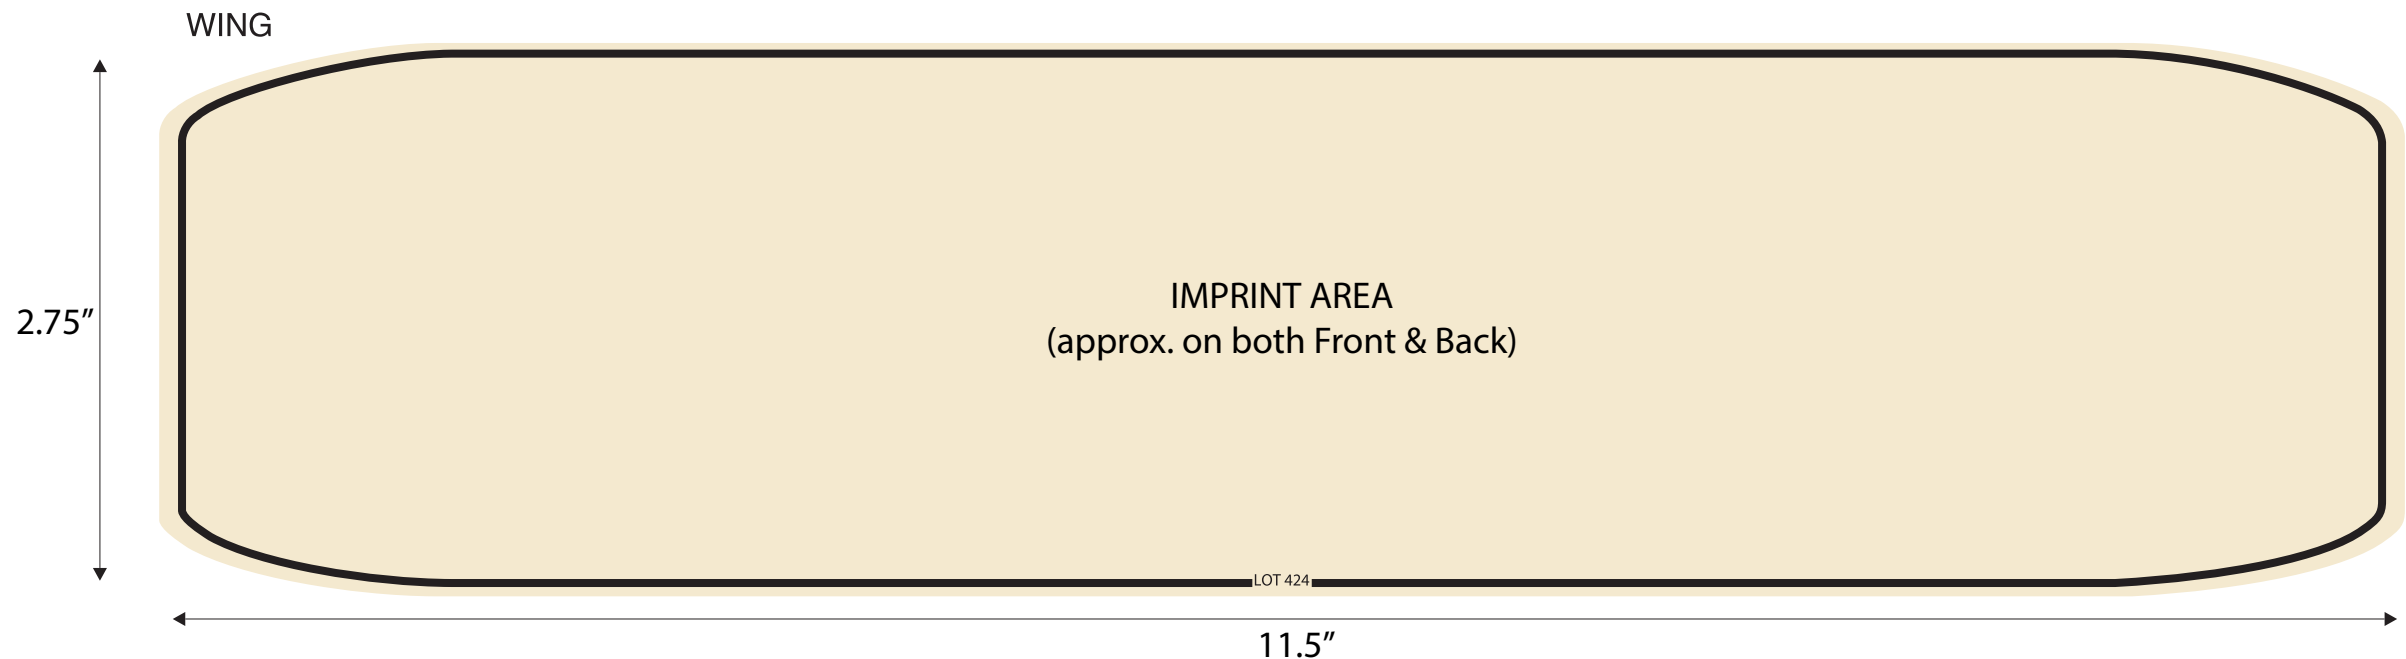 WING
2.75”
IMPRINT AREA
(approx. on both Front & Back)
LOT 424
11.5”